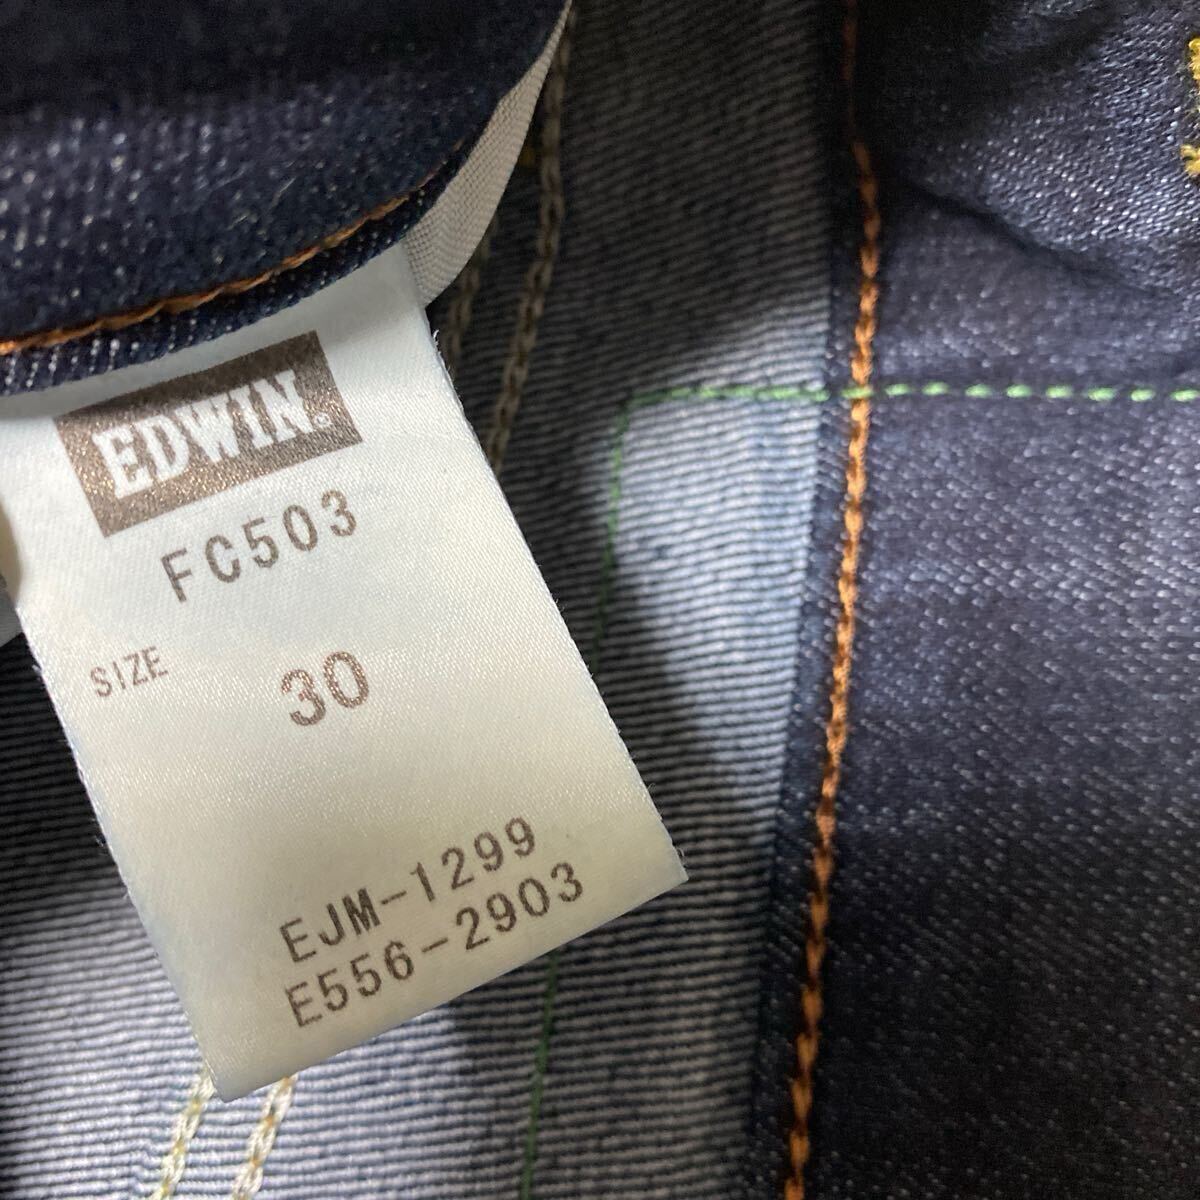 EDWIN.
FC503
SIZE 30
EJM-1299
E556-2903